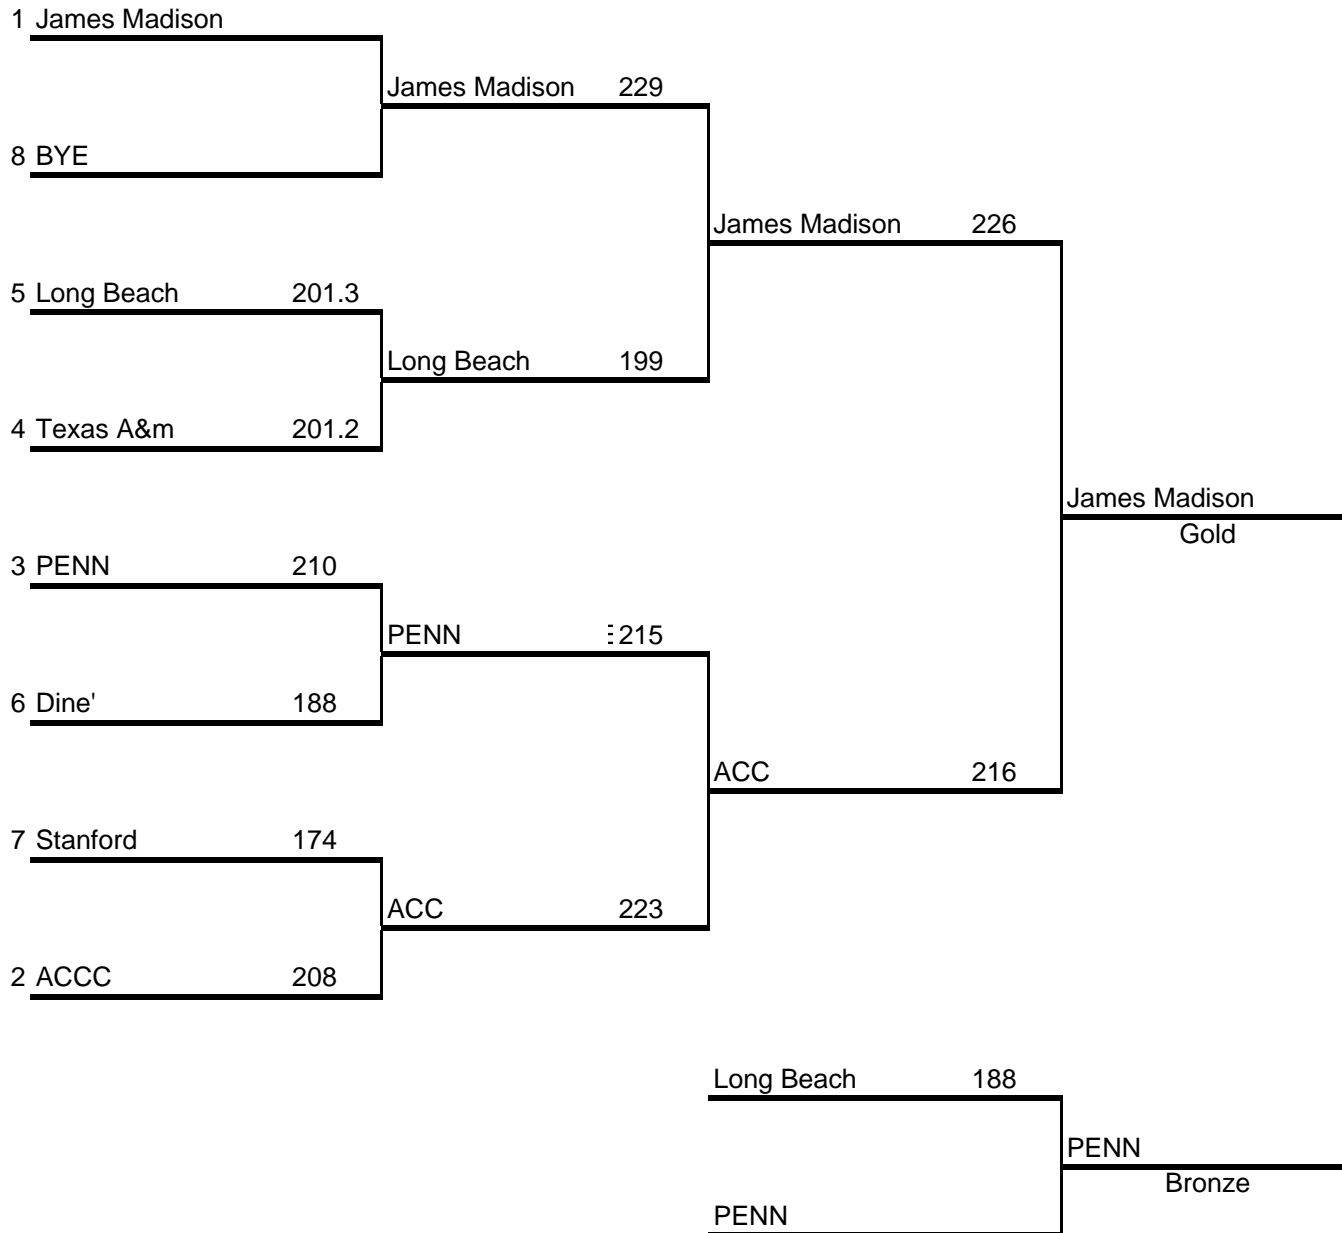 1 James Madison
James Madison 229
8 BYE
James Madison 226
5 Long Beach 201.3
Long Beach 199
4 Texas A&m 201.2
James Madison
Gold
3 PENN 210
PENN 215
6 Dine' 188
ACC 216
7 Stanford 174
ACC 223
2 ACCC 208
Long Beach 188
PENN
Bronze
PENN